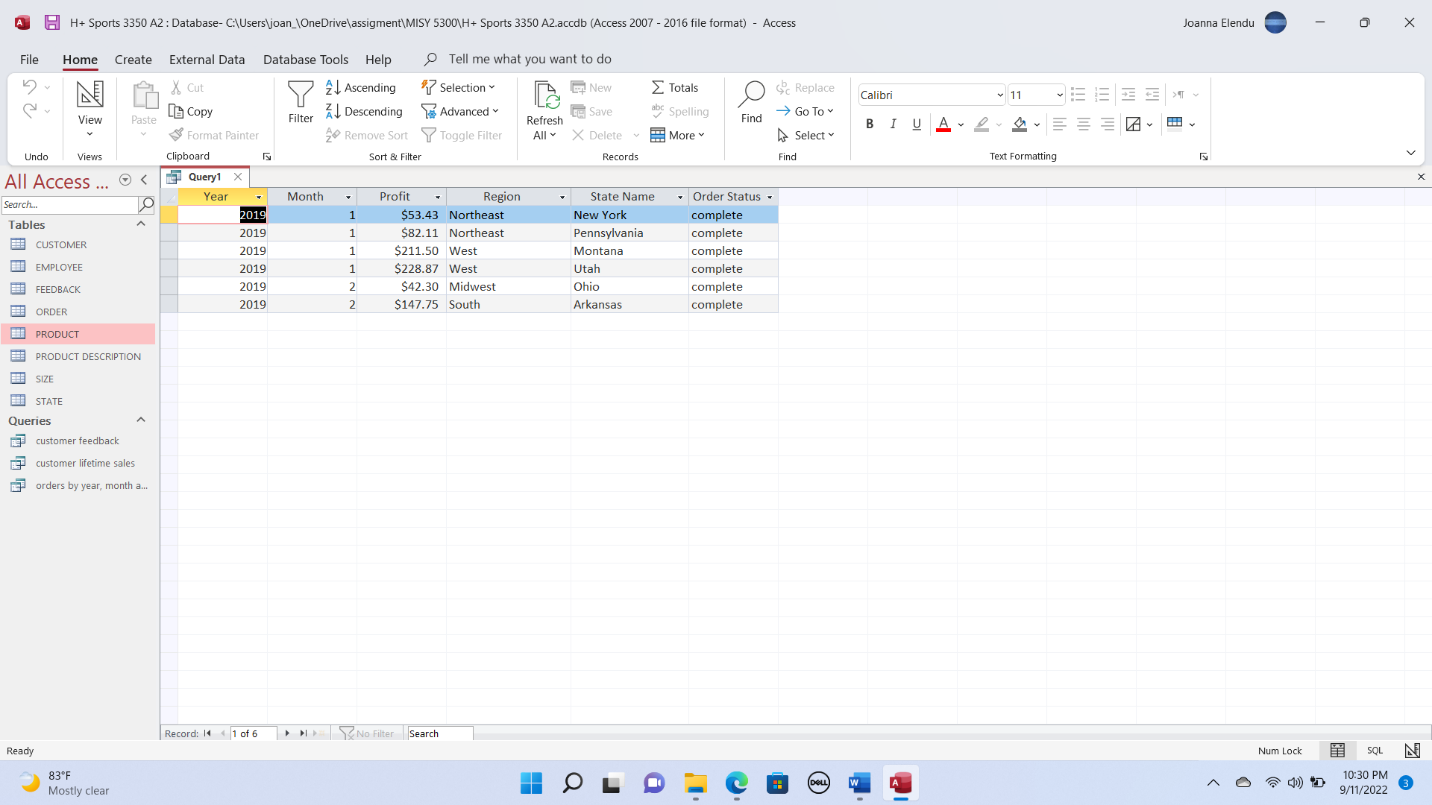 H+ Sports 3350 A2 : Database- C:\Users\joan_\OneDrive\assigment\MISY 5300\H+ Sports 3350 A2.accdb (Access 2007 - 2016 file format) - Access
Joanna Elendu
File Home Create External Data Database Tools Help Tell me what you want to do
Undo
View
Views
Paste
Cut
Copy
Format Painter
Clipboard
Filter
Ascending
Descending
Remove Sort
Selection
Advanced
Toggle Filter
Sort & Filter
Refresh
All
New
Save
Delete
Totals
Spelling
More
Records
Find
Replace
Go To
Select
Find
Calibri 11
B I U A
Text Formatting
All Access ...
Search...
Tables
CUSTOMER
EMPLOYEE
FEEDBACK
ORDER
PRODUCT
PRODUCT DESCRIPTION
SIZE
STATE
Queries
customer feedback
customer lifetime sales
orders by year, month a...
Query1
Year Month Profit Region State Name Order Status
2019 1 $53.43 Northeast New York complete
2019 1 $82.11 Northeast Pennsylvania complete
2019 1 $211.50 West Montana complete
2019 1 $228.87 West Utah complete
2019 2 $42.30 Midwest Ohio complete
2019 2 $147.75 South Arkansas complete
Record: 1 of 6 No Filter Search
Ready
Num Lock SQL
83°F
Mostly clear
DELL
W
A
10:30 PM
9/11/2022
3